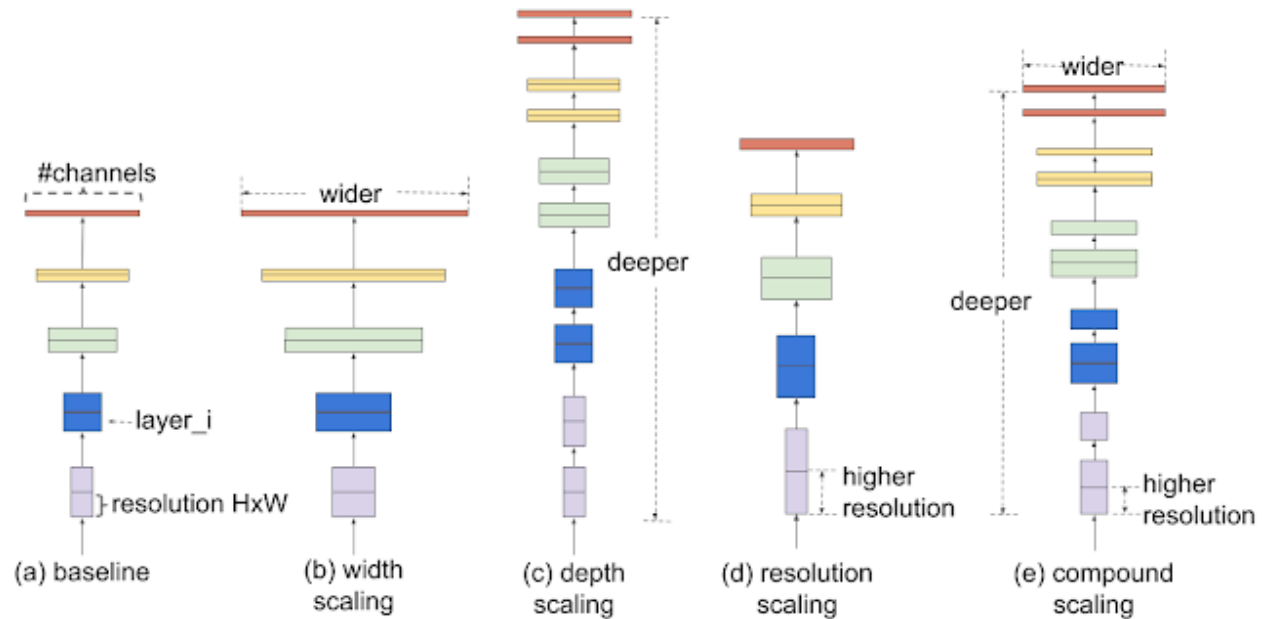 #channels
layer_i
resolution HxW
(a) baseline
wider
(b) width
scaling
deeper
(c) depth
scaling
higher
resolution
(d) resolution
scaling
wider
deeper
higher
resolution
(e) compound
scaling